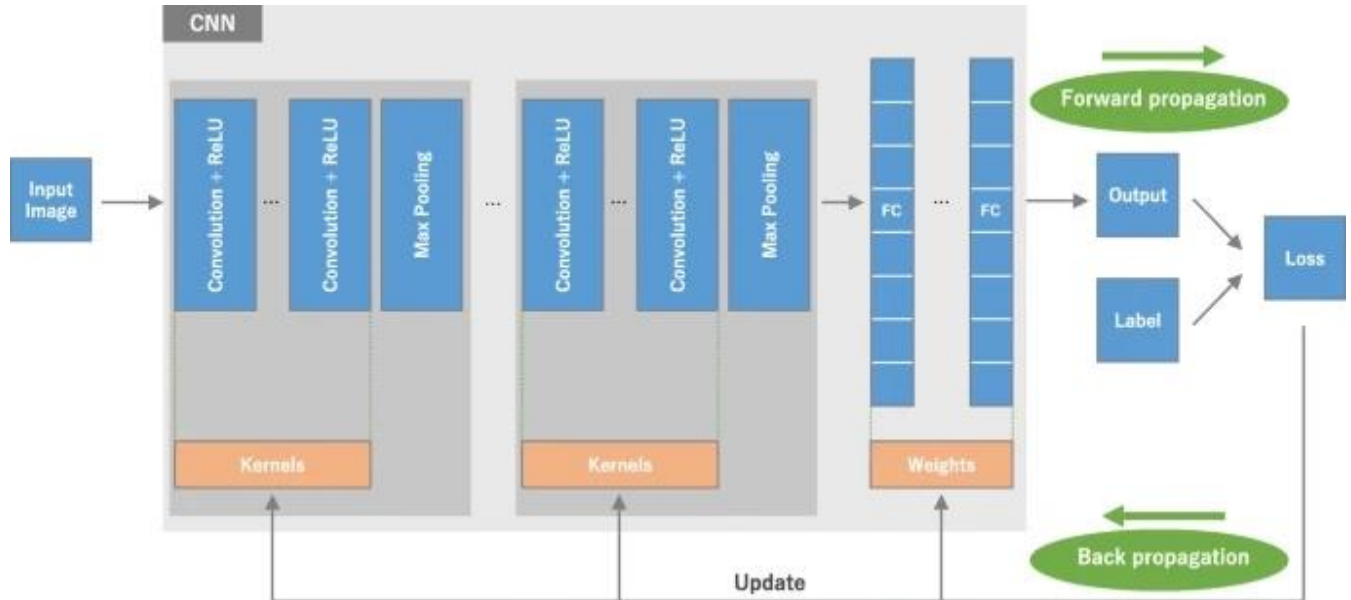 CNN
Input
Image
Convolution + ReLU
...
Convolution + ReLU
Max Pooling
...
Convolution + ReLU
...
Convolution + ReLU
Max Pooling
FC
...
FC
Forward propagation
Output
Label
Loss
Kernels
Kernels
Weights
Back propagation
Update